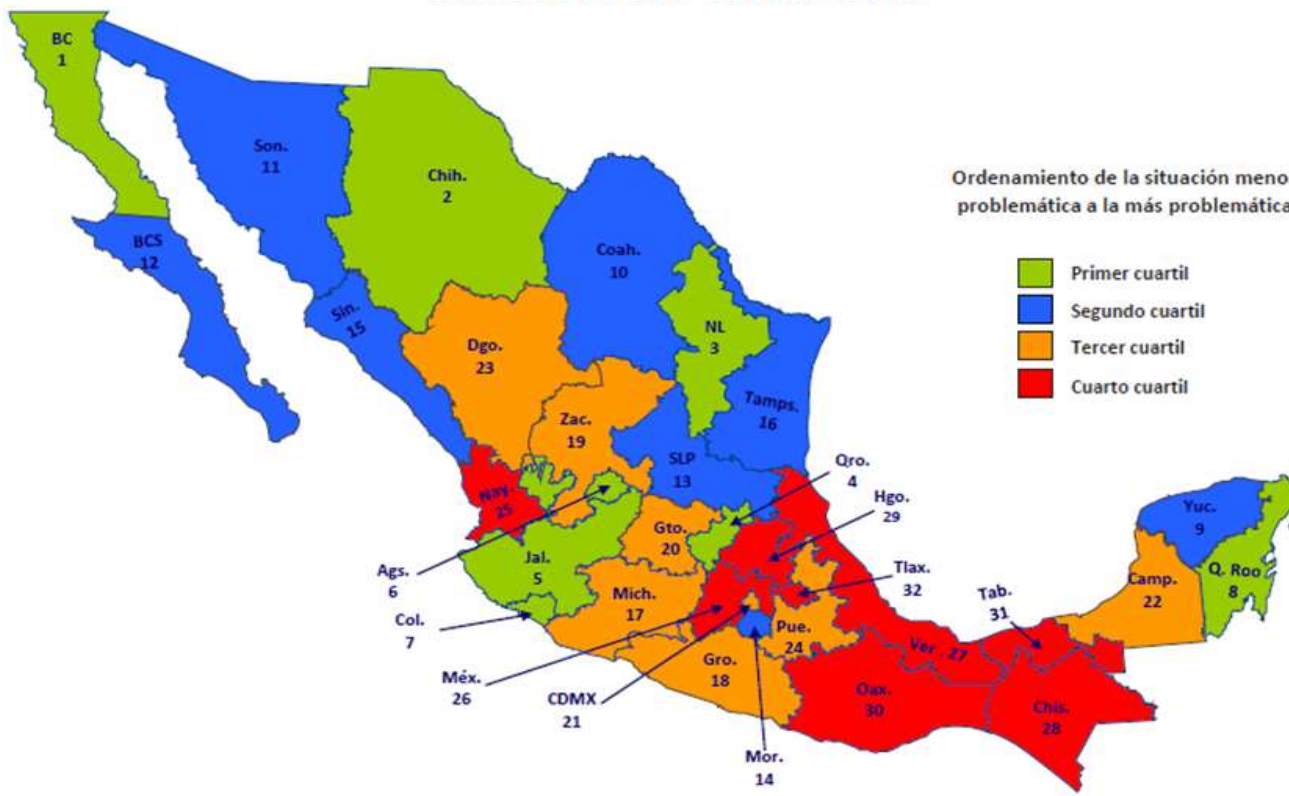 BC
1
Son.
11
Chih.
2
BCS
12
Coah.
10
Sin.
15
NL
3
Dgo.
23
Tamps.
16
Zac.
19
SLP
13
Qro.
4
Hgo.
29
Nay.
25
Gto.
20
Ags.
6
Jal.
5
Tlax.
32
Tab.
31
Yuc.
9
Camp.
22
Q. Roo
8
Col.
7
Mich.
17
Pue.
24
Ver. 27
Méx.
26
Gro.
18
CDMX
21
Oax.
30
Chis.
28
Mor.
14
Ordenamiento de la situación meno
problemática a la más problemática
Primer cuartil
Segundo cuartil
Tercer cuartil
Cuarto cuartil